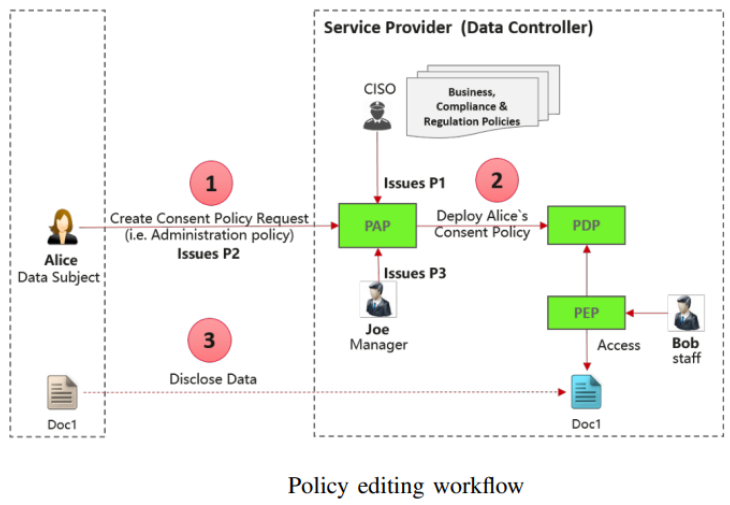 Service Provider (Data Controller)
CISO
Business,
Compliance &
Regulation Policies
1
Issues P1
2
Create Consent Policy Request
(i.e. Administration policy)
Issues P2
PAP
Deploy Alice`s
Consent Policy
PDP
Alice
Data Subject
Issues P3
Joe
Manager
PEP
Bob
staff
Access
3
Disclose Data
Doc1
Doc1
Policy editing workflow